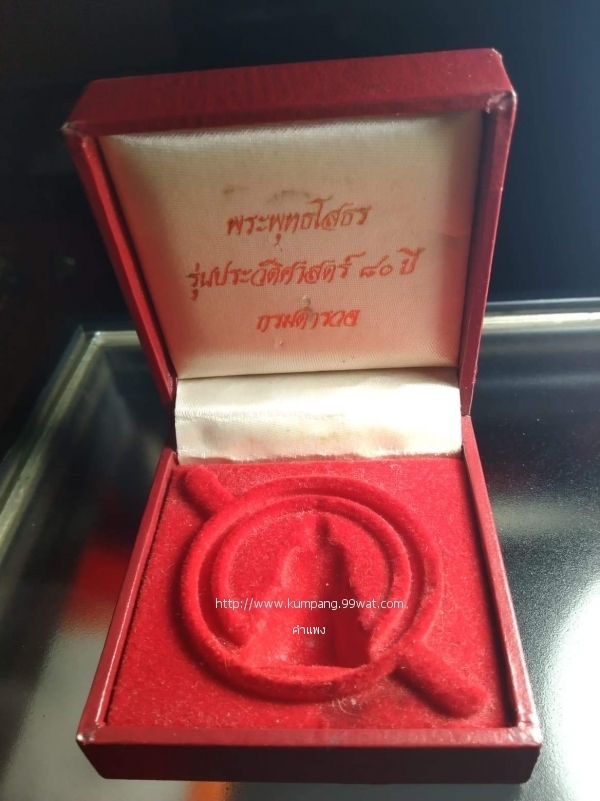 พระพุทธโสธร
รุ่นประวัติศาสตร์ ๘๐ ปี
กรมตำรวจ
http://www.kumpang.99wat.com
คำแพง